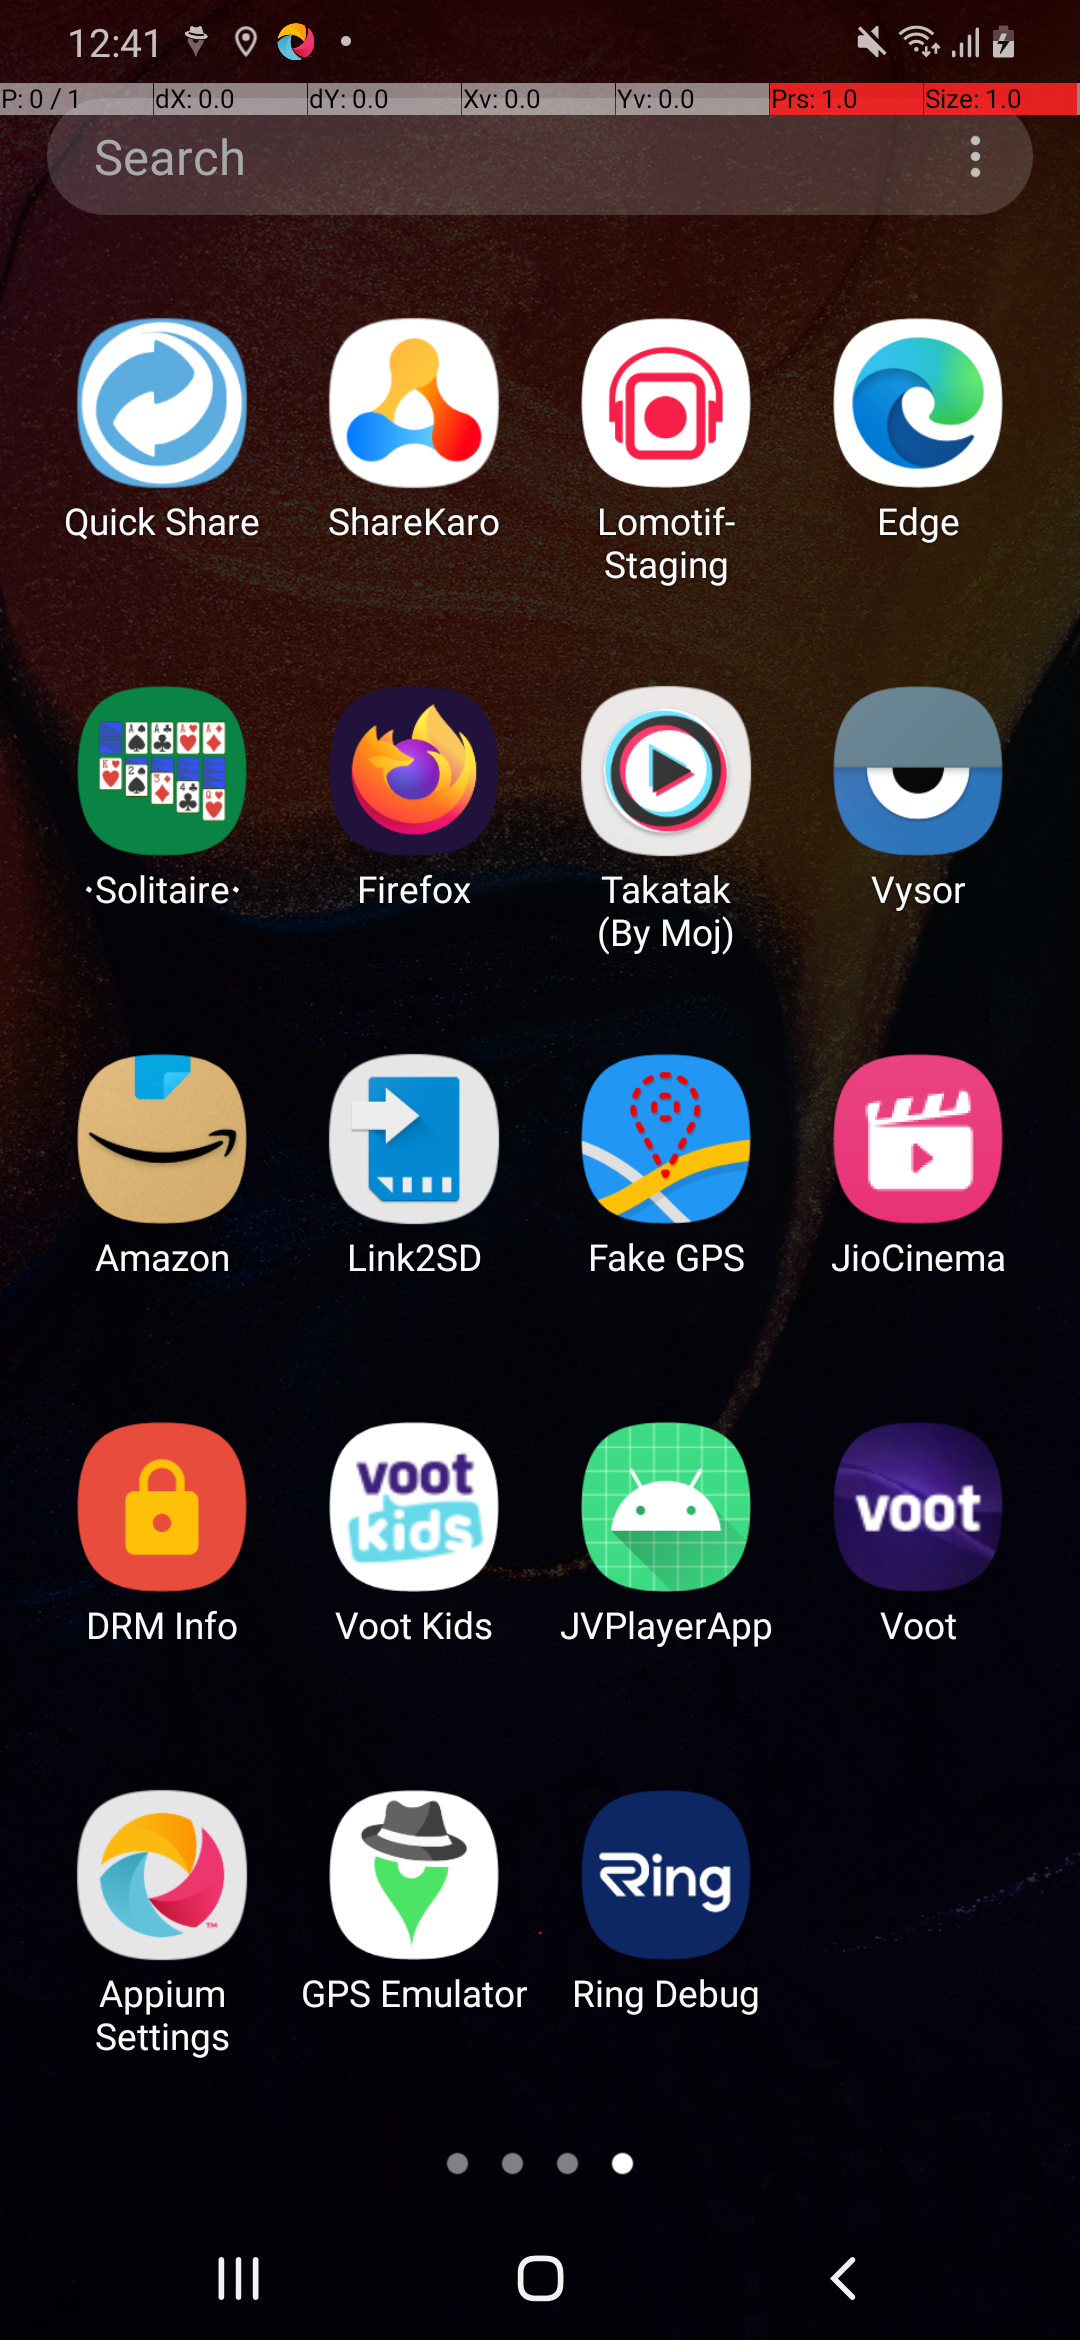 12:41
P: 0 / 1 dX: 0.0 dY: 0.0 Xv: 0.0 Yv: 0.0 Prs: 1.0 Size: 1.0
Search
Quick Share ShareKaro Lomotif- Edge
Staging
·Solitaire· Firefox Takatak Vysor
(By Moj)
Amazon Link2SD Fake GPS JioCinema
voot
kids
voot
DRM Info Voot Kids JVPlayerApp Voot
Ring
Appium GPS Emulator Ring Debug
Settings